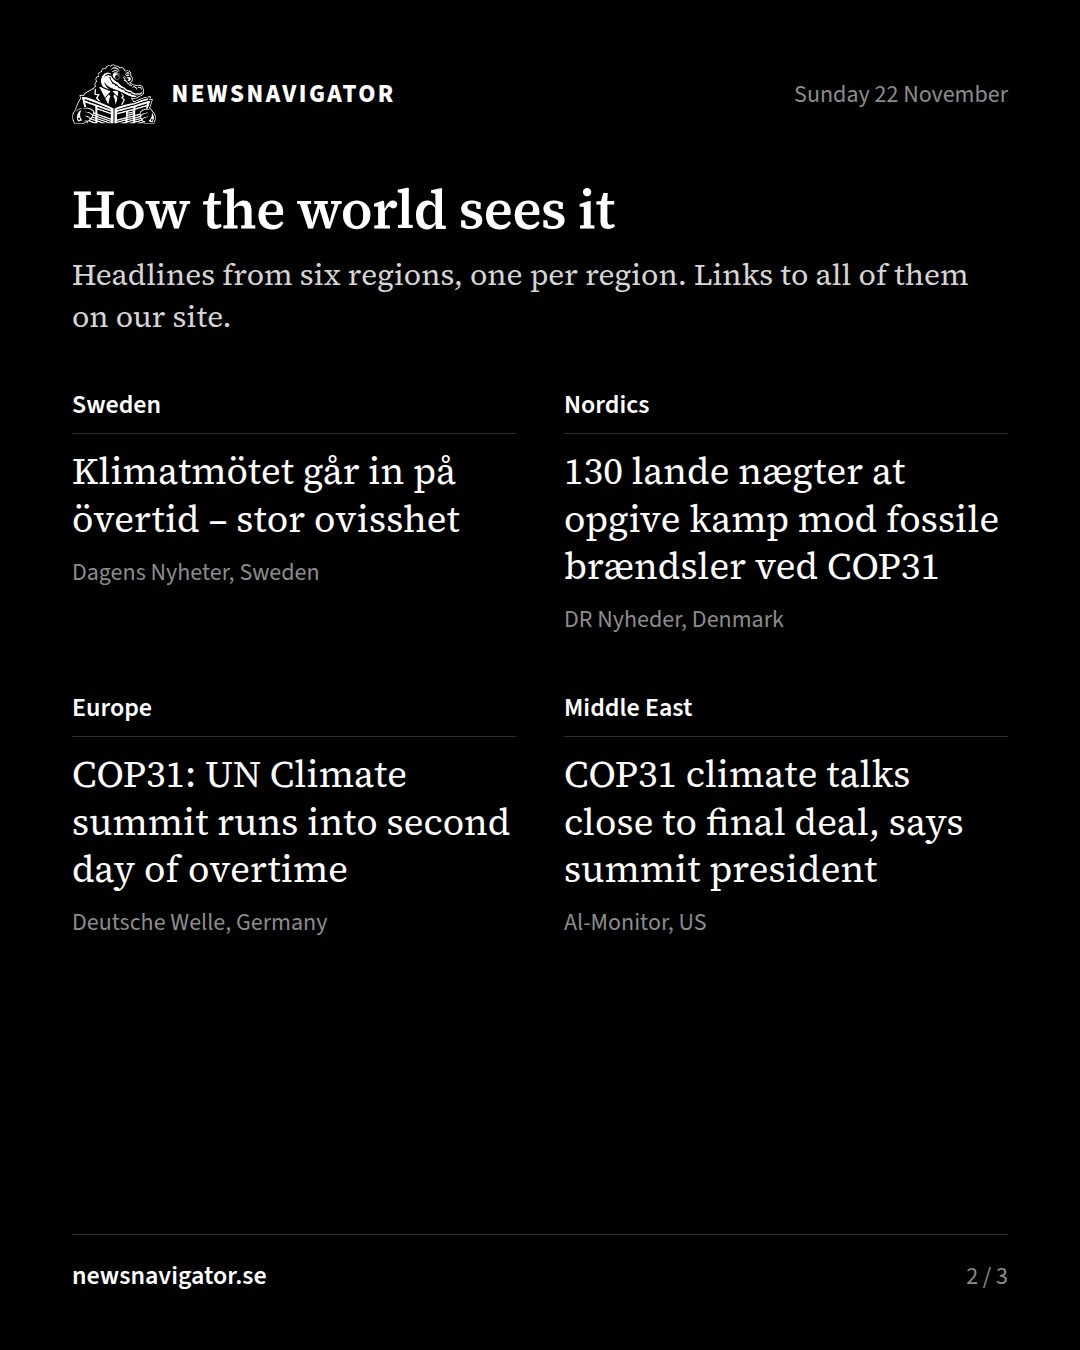 NEWSNAVIGATOR
Sunday 22 November
How the world sees it
Headlines from six regions, one per region. Links to all of them
on our site.
Sweden
Klimatmötet går in på
övertid – stor ovisshet
Dagens Nyheter, Sweden
Nordics
130 lande nægter at
opgive kamp mod fossile
brændsler ved COP31
DR Nyheder, Denmark
Europe
COP31: UN Climate
summit runs into second
day of overtime
Deutsche Welle, Germany
Middle East
COP31 climate talks
close to final deal, says
summit president
Al-Monitor, US
newsnavigator.se
2 / 3